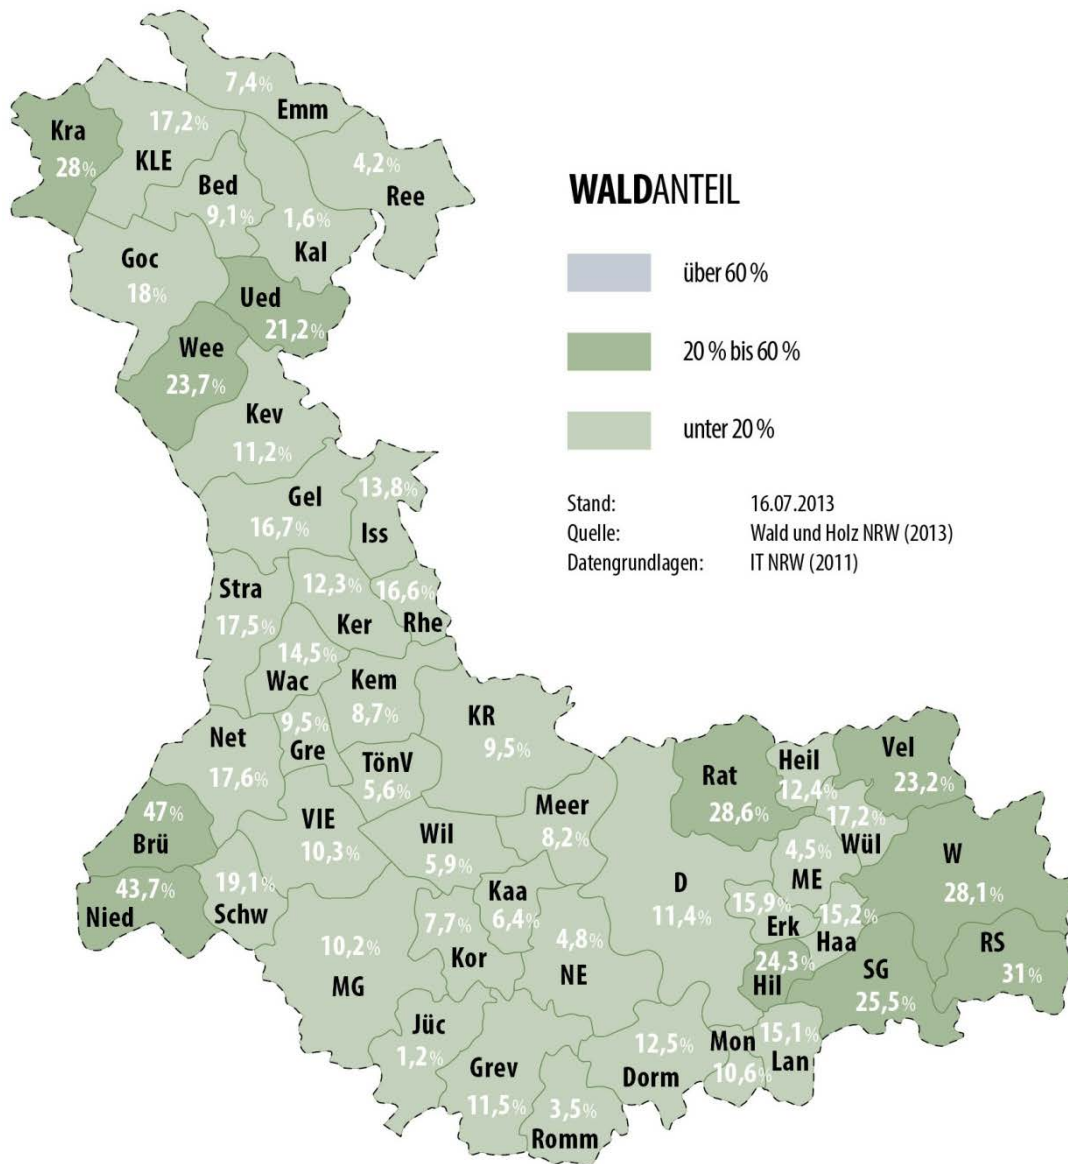 7,4%
Emm
Kra
28%
17,2%
KLE
4,2%
Ree
Bed
9,1%
1,6%
Kal
Goc
18%
Ued
21,2%
Wee
23,7%
Kev
11,2%
Gel
16,7%
13,8%
Iss
Stra
17,5%
12,3%
Ker
16,6%
Rhe
14,5%
Wac
Kem
8,7%
KR
9,5%
Net
17,6%
9,5%
Gre
TönV
5,6%
47%
Brü
VIE
10,3%
Wil
5,9%
Meer
8,2%
43,7%
Nied
19,1%
Schw
10,2%
MG
7,7%
Kor
Kaa
6,4%
4,8%
NE
D
11,4%
Rat
28,6%
Heil
12,4%
Vel
23,2%
17,2%
Wül
4,5%
ME
W
28,1%
15,9%
Erk
15,2%
Haa
24,3%
Hil
SG
25,5%
RS
31%
Jüc
1,2%
Grev
11,5%
3,5%
Romm
12,5%
Dorm
Mon
10,6%
15,1%
Lan
WALDANTEIL
über 60 %
20 % bis 60 %
unter 20 %
Stand: 16.07.2013
Quelle: Wald und Holz NRW (2013)
Datengrundlagen: IT NRW (2011)